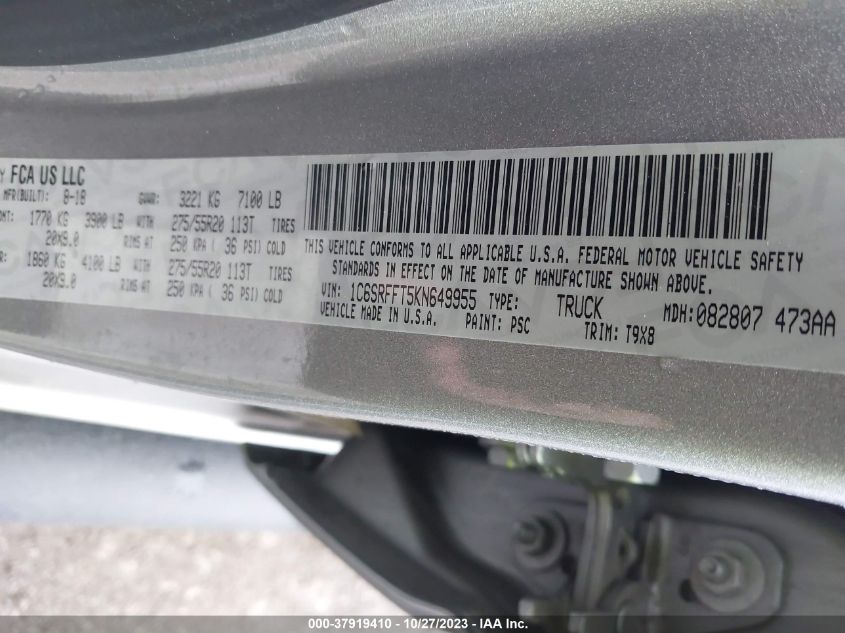 Y FCA US LLC
MFR(BUILT): 8-18 GVWR: 3221 KG 7100 LB
ONT: 1770 KG 3900 LB WITH 275/55R20 113T TIRES
20X9.0 RIMS AT 250 KPA ( 36 PSI) COLD
R: 1860 KG 4100 LB WITH 275/55R20 113T TIRES
20X9.0 RIMS AT 250 KPA ( 36 PSI) COLD
THIS VEHICLE CONFORMS TO ALL APPLICABLE U.S.A. FEDERAL MOTOR VEHICLE SAFETY
STANDARDS IN EFFECT ON THE DATE OF MANUFACTURE SHOWN ABOVE.
VIN: 1C6SRFFT5KN649955 TYPE: TRUCK MDH:082807 473AA
VEHICLE MADE IN U.S.A. PAINT: PSC TRIM: T9X8
000-37919410 - 10/27/2023 - IAA Inc.